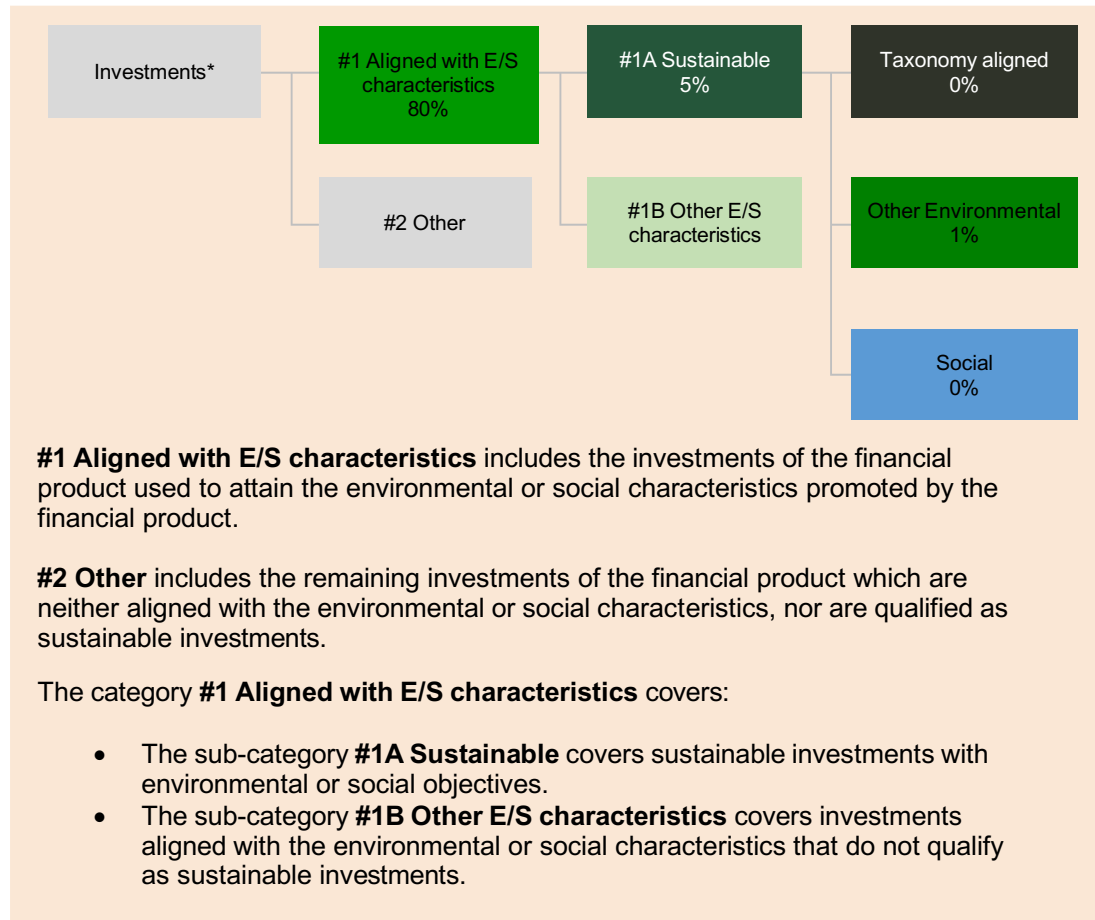 Investments*
#1 Aligned with E/S
characteristics
80%
#1A Sustainable
5%
Taxonomy aligned
0%
#2 Other
#1B Other E/S
characteristics
Other Environmental
1%
Social
0%
#1 Aligned with E/S characteristics includes the investments of the financial
product used to attain the environmental or social characteristics promoted by the
financial product.
#2 Other includes the remaining investments of the financial product which are
neither aligned with the environmental or social characteristics, nor are qualified as
sustainable investments.
The category #1 Aligned with E/S characteristics covers:
• The sub-category #1A Sustainable covers sustainable investments with
environmental or social objectives.
• The sub-category #1B Other E/S characteristics covers investments
aligned with the environmental or social characteristics that do not qualify
as sustainable investments.